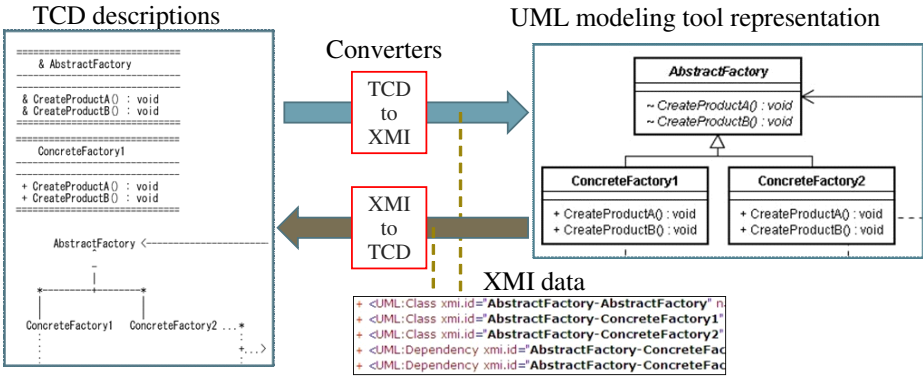 TCD descriptions
==============================
& AbstractFactory
------------------------------
& CreateProductA() : void
& CreateProductB() : void
==============================
==============================
ConcreteFactory1
------------------------------
+ CreateProductA() : void
+ CreateProductB() : void
==============================
AbstractFactory <----------------
^
-
|
*--------+--------*
|
ConcreteFactory1 ConcreteFactory2 ...*
+...>
Converters
TCD
to
XMI
XMI
to
TCD
UML modeling tool representation
AbstractFactory
~ CreateProductA() : void
~ CreateProductB() : void
ConcreteFactory1
+ CreateProductA() : void
+ CreateProductB() : void
ConcreteFactory2
+ CreateProductA() : void
+ CreateProductB() : void
XMI data
+ <UML:Class xmi.id="AbstractFactory-AbstractFactory" n
+ <UML:Class xmi.id="AbstractFactory-ConcreteFactory1"
+ <UML:Class xmi.id="AbstractFactory-ConcreteFactory2"
+ <UML:Dependency xmi.id="AbstractFactory-ConcreteFac
+ <UML:Dependency xmi.id="AbstractFactory-ConcreteFac